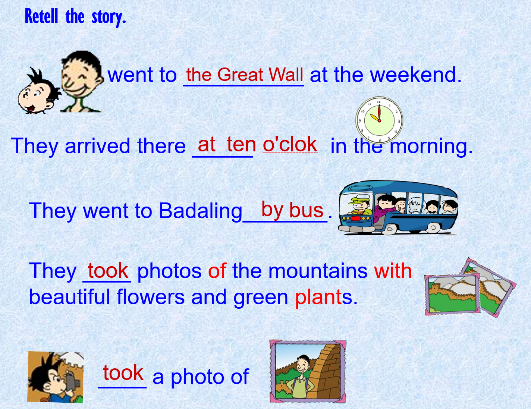 Retell the story.
went to the Great Wall at the weekend.
They arrived there at ten o'clok in the morning.
They went to Badaling by bus.
They took photos of the mountains with
beautiful flowers and green plants.
took a photo of